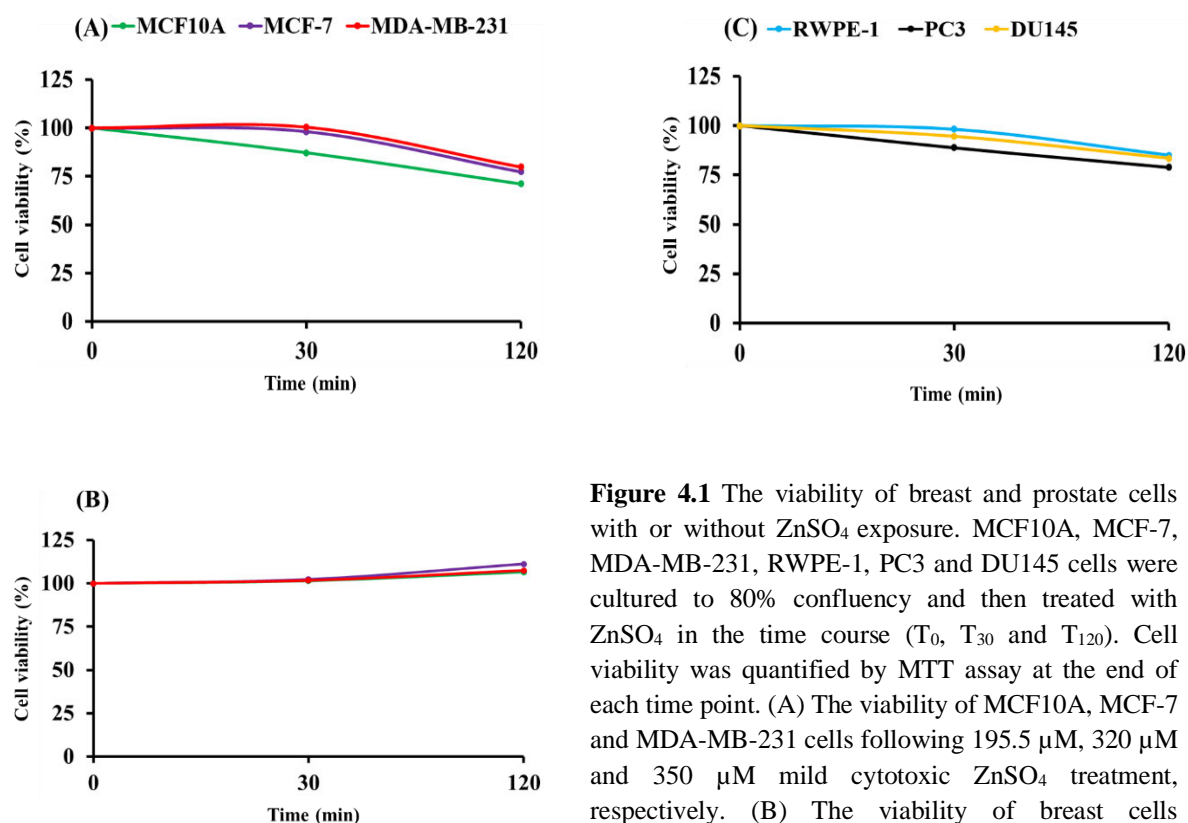 (A) MCF10A MCF-7 MDA-MB-231
125
100
75
50
25
0
Cell viability (%)
0 30 120
Time (min)
(C) RWPE-1 PC3 DU145
125
100
75
50
25
0
Cell viability (%)
0 30 120
Time (min)
(B)
125
100
75
50
25
0
Cell viability (%)
0 30 120
Time (min)
Figure 4.1 The viability of breast and prostate cells
with or without ZnSO₄ exposure. MCF10A, MCF-7,
MDA-MB-231, RWPE-1, PC3 and DU145 cells were
cultured to 80% confluency and then treated with
ZnSO₄ in the time course (T₀, T₃₀ and T₁₂₀). Cell
viability was quantified by MTT assay at the end of
each time point. (A) The viability of MCF10A, MCF-7
and MDA-MB-231 cells following 195.5 µM, 320 µM
and 350 µM mild cytotoxic ZnSO₄ treatment,
respectively. (B) The viability of breast cells